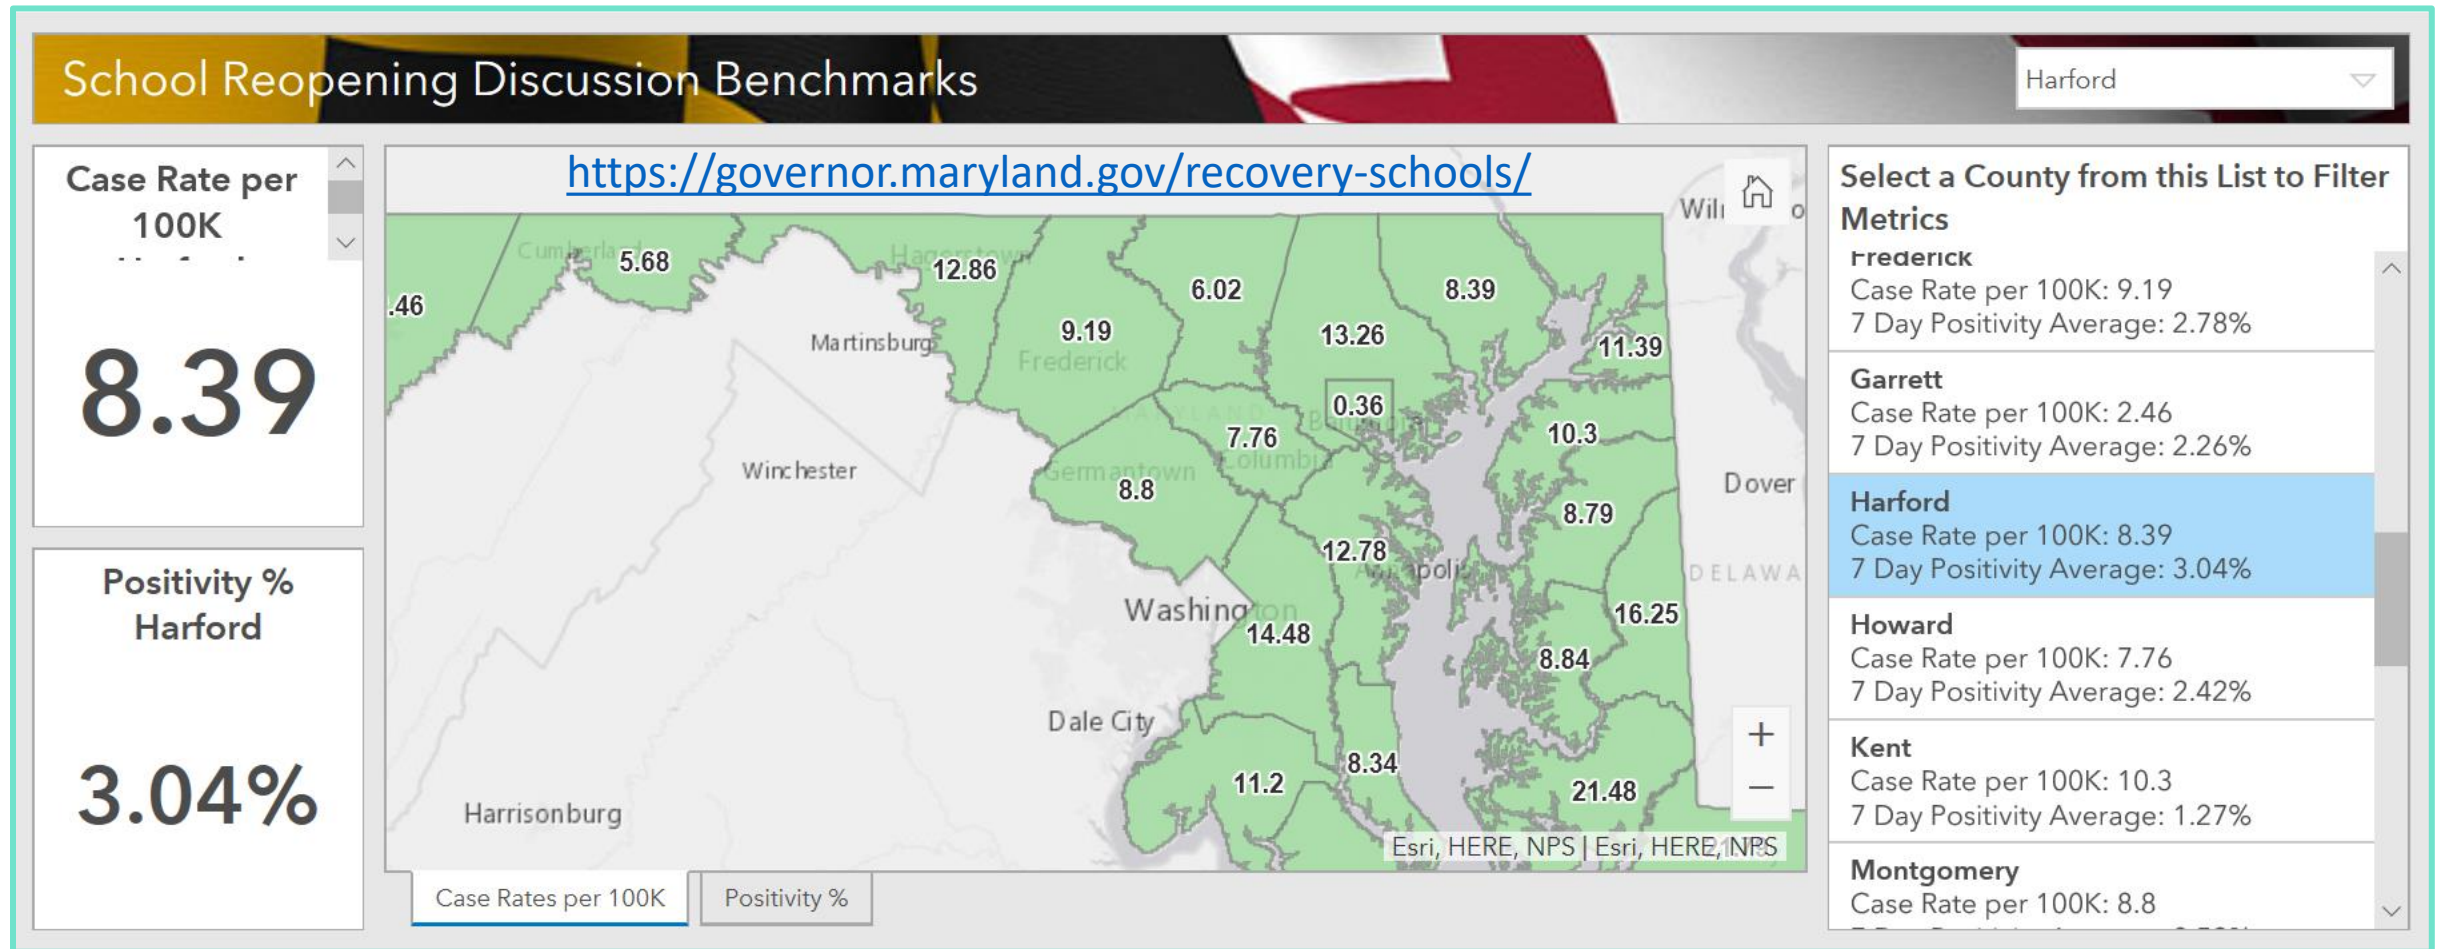 School Reopening Discussion Benchmarks
Harford
Case Rate per
100K
8.39
Positivity %
Harford
3.04%
https://governor.maryland.gov/recovery-schools/
Cumberland
5.68
Hagerstown
12.86
.46
Martinsburg
9.19
Frederick
6.02
13.26
8.39
11.39
0.36
7.76
Columbia
10.3
Winchester
Germantown
8.8
Dover
8.79
12.78
Annapolis
DELAWA
Washington
14.48
16.25
8.84
Dale City
8.34
11.2
21.48
Harrisonburg
Esri, HERE, NPS | Esri, HERE, NPS
Case Rates per 100K
Positivity %
Select a County from this List to Filter
Metrics
Frederick
Case Rate per 100K: 9.19
7 Day Positivity Average: 2.78%
Garrett
Case Rate per 100K: 2.46
7 Day Positivity Average: 2.26%
Harford
Case Rate per 100K: 8.39
7 Day Positivity Average: 3.04%
Howard
Case Rate per 100K: 7.76
7 Day Positivity Average: 2.42%
Kent
Case Rate per 100K: 10.3
7 Day Positivity Average: 1.27%
Montgomery
Case Rate per 100K: 8.8